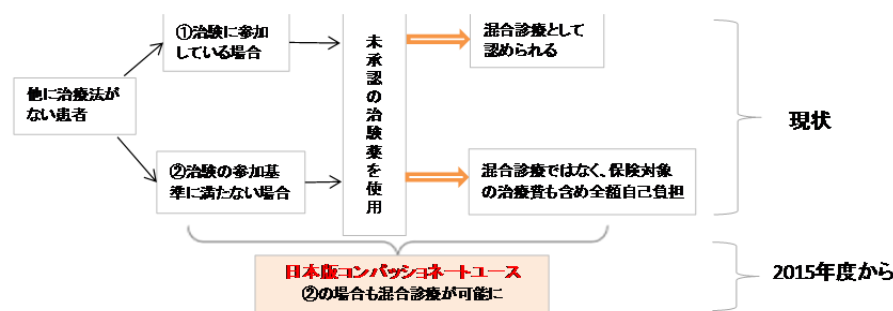 ①治験に参加
している場合
混合診療として
認められる
他に治療法が
ない患者
未承認の治験薬を使用
現状
②治験の参加基
準に満たない場合
混合診療ではなく、保険対象
の治療費も含め全額自己負担
日本版コンパッショネートユース
②の場合も混合診療が可能に
2015年度から